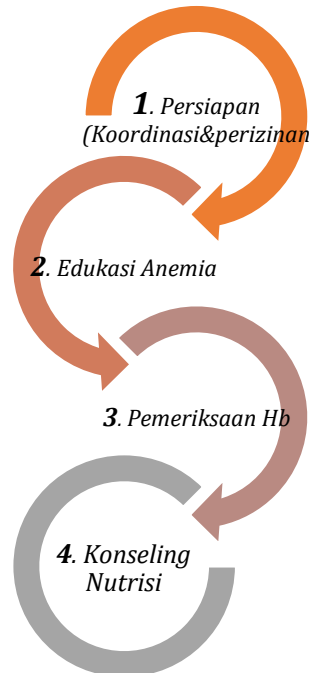 1. Persiapan
(Koordinasi&perizinan
2. Edukasi Anemia
3. Pemeriksaan Hb
4. Konseling
Nutrisi